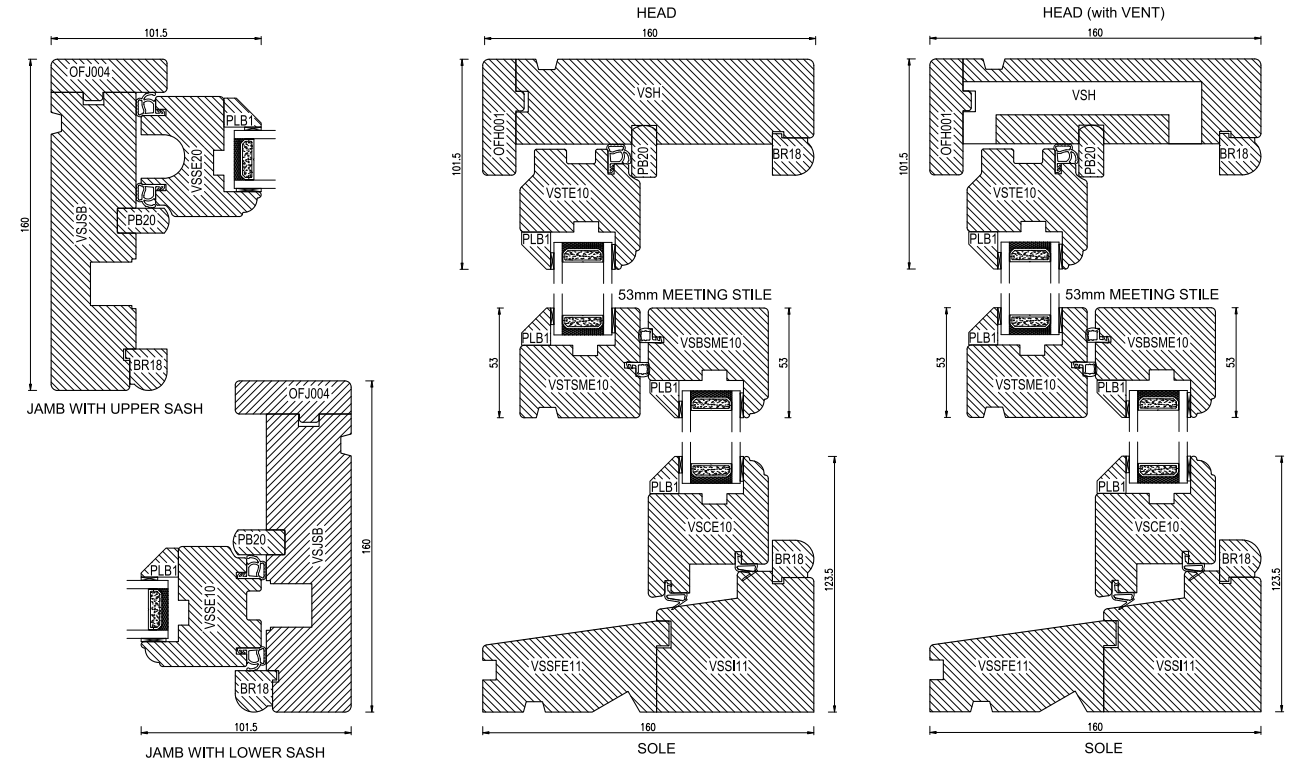 101.5
160
OFJ004
PLB1
VSSE20
VSJSB
PB20
BR18
JAMB WITH UPPER SASH
OFJ004
PB20
VSJSB
160
PLB1
VSSE10
BR18
101.5
JAMB WITH LOWER SASH
HEAD
160
VSH
OFH001
101.5
PB20
BR18
VSTE10
PLB1
53mm MEETING STILE
PLB1
VSBSME10
53
53
VSTSME10
PLB1
PLB1
VSCE10
BR18
123.5
VSSFE11
VSSI11
160
SOLE
HEAD (with VENT)
160
VSH
OFH001
101.5
PB20
BR18
VSTE10
PLB1
53mm MEETING STILE
PLB1
VSBSME10
53
53
VSTSME10
PLB1
PLB1
VSCE10
BR18
123.5
VSSFE11
VSSI11
160
SOLE